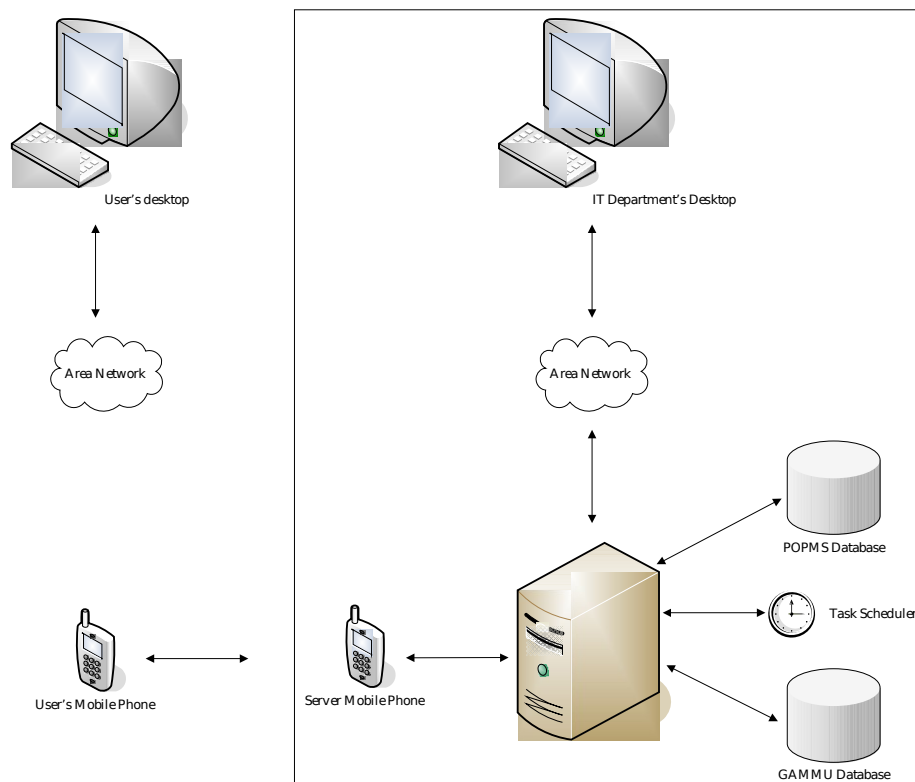 User's desktop
IT Department's Desktop
Area Network
Area Network
POPMS Database
Task Scheduler
User's Mobile Phone
Server Mobile Phone
GAMMU Database